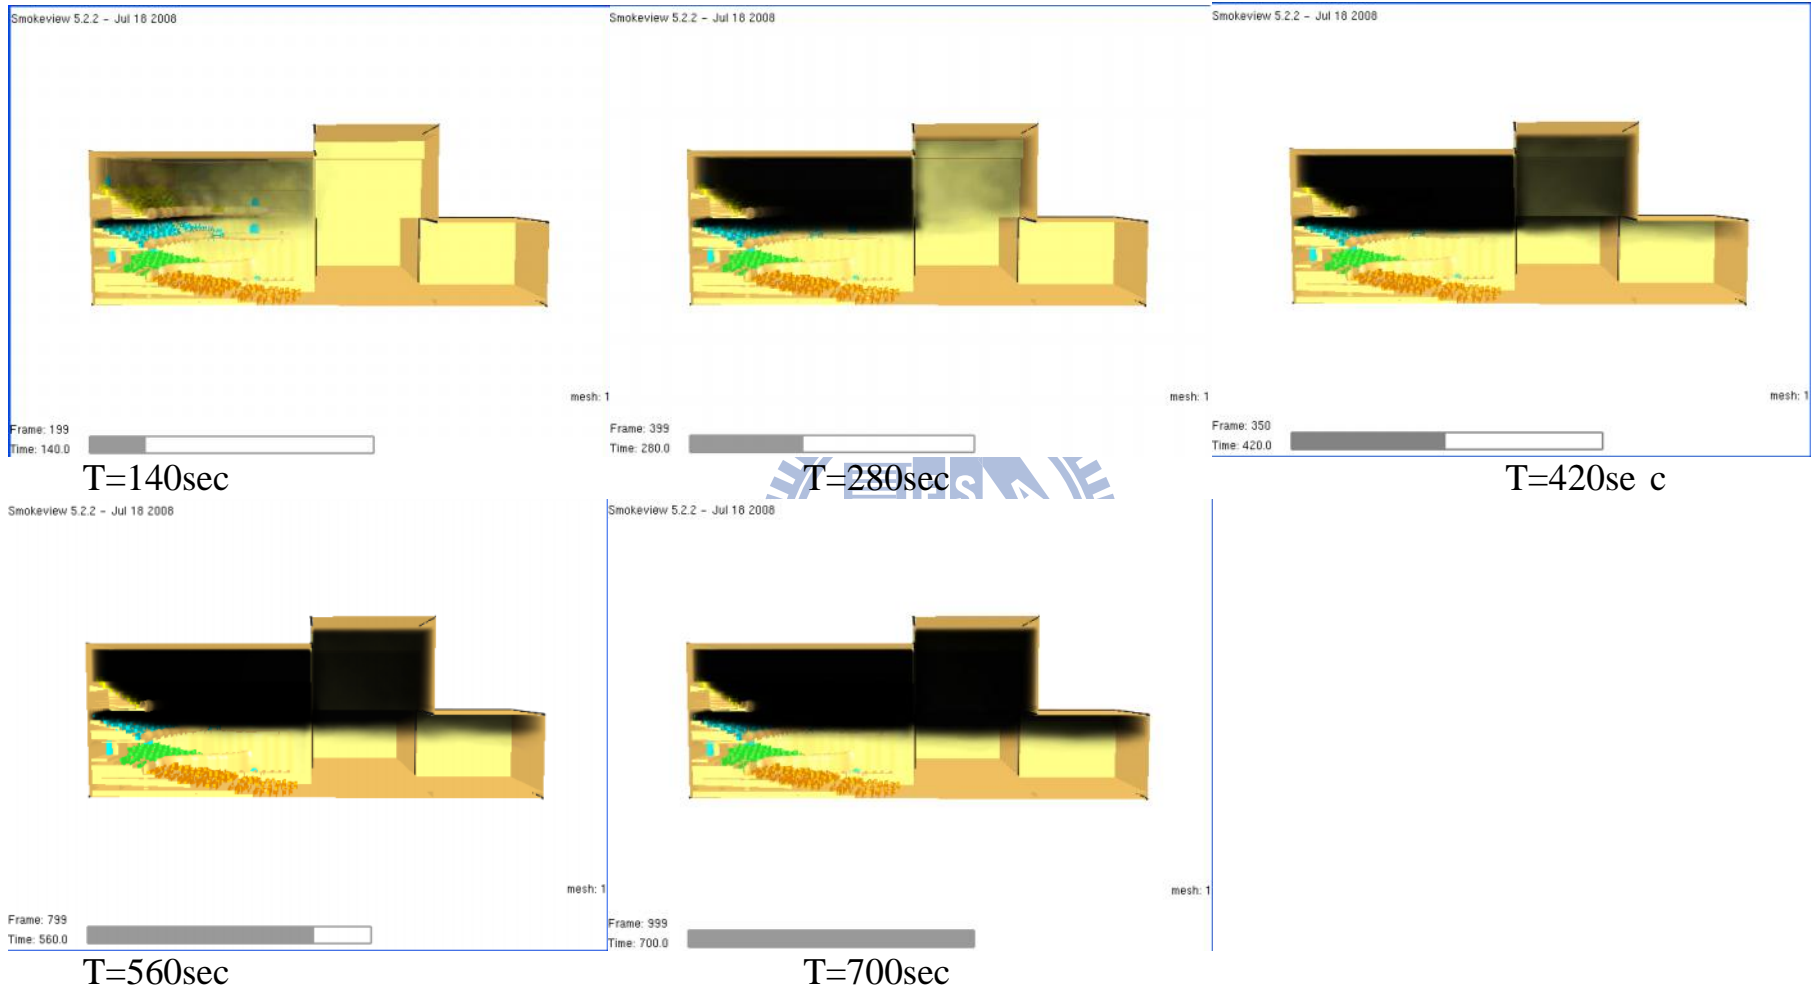 Smokeview 5.2.2 - Jul 18 2008
mesh: 1
Frame: 199
Time: 140.0
T=140sec
Smokeview 5.2.2 - Jul 18 2008
mesh: 1
Frame: 399
Time: 280.0
T=280sec
Smokeview 5.2.2 - Jul 18 2008
mesh: 1
Frame: 350
Time: 420.0
T=420se c
Smokeview 5.2.2 - Jul 18 2008
mesh: 1
Frame: 799
Time: 560.0
T=560sec
Smokeview 5.2.2 - Jul 18 2008
mesh: 1
Frame: 999
Time: 700.0
T=700sec